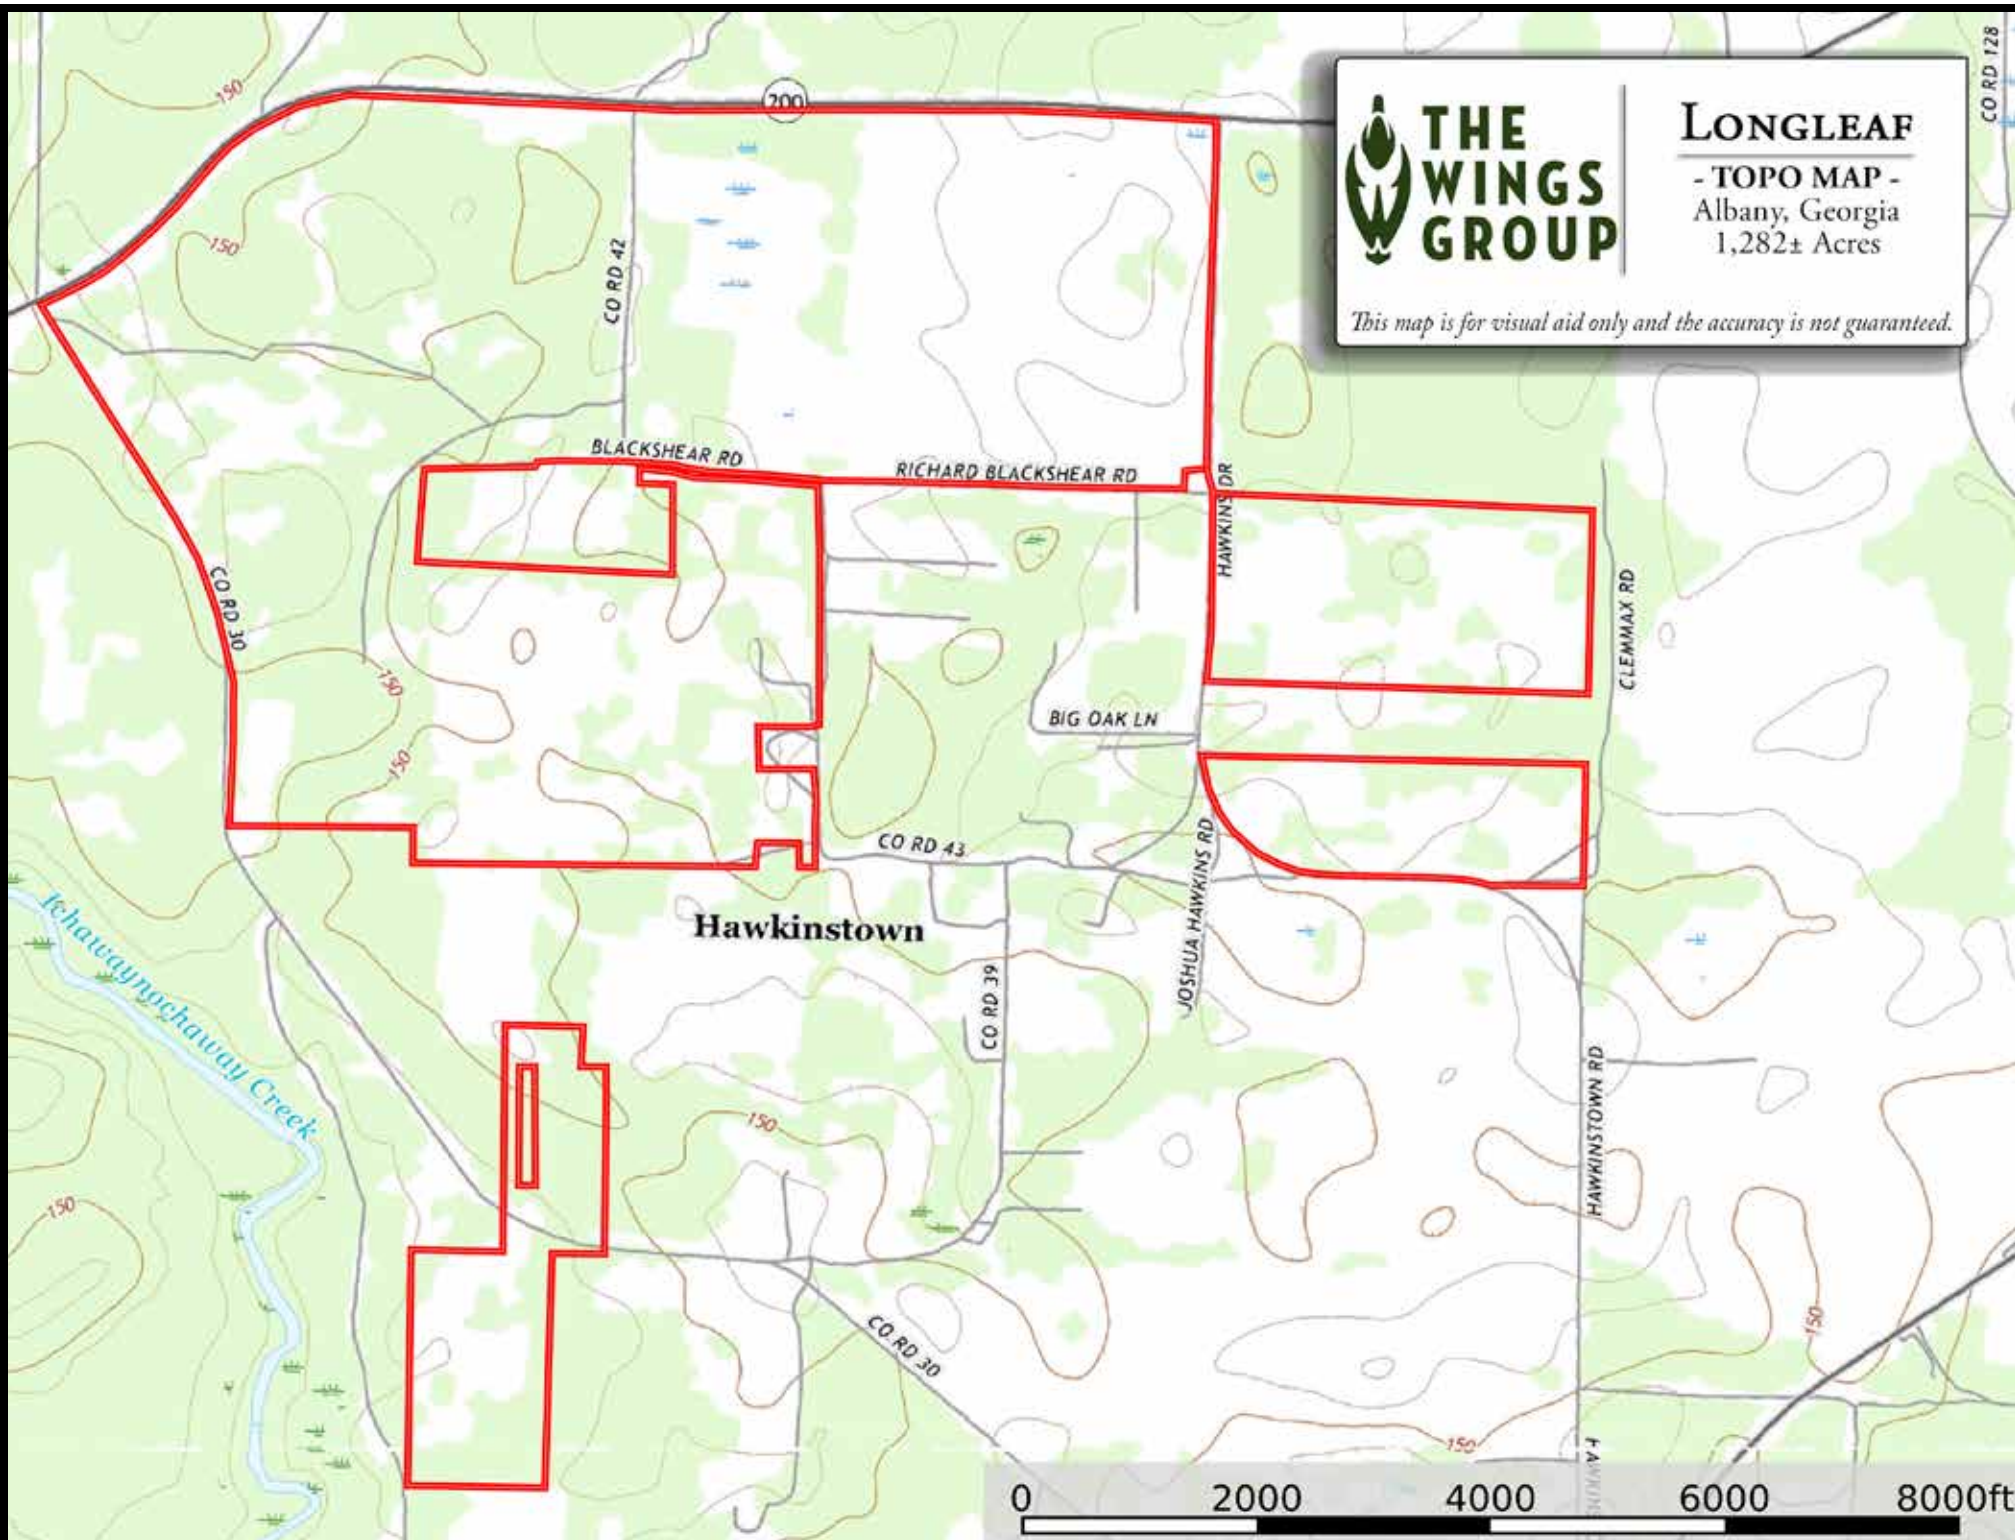 CO RD 128
THE
WINGS
GROUP
LONGLEAF
- TOPO MAP -
Albany, Georgia
1,282± Acres
This map is for visual aid only and the accuracy is not guaranteed.
150
200
150
CO RD 42
BLACKSHEAR RD
RICHARD BLACKSHEAR RD
HAWKINS DR
CO RD 30
CLEMMAX RD
150
BIG OAK LN
150
CO RD 43
JOSHUA HAWKINS RD
Hawkinstown
Ichawaynochaway Creek
CO RD 39
HAWKINSTOWN RD
150
150
CO RD 30
150
150
0 2000 4000 6000 8000ft